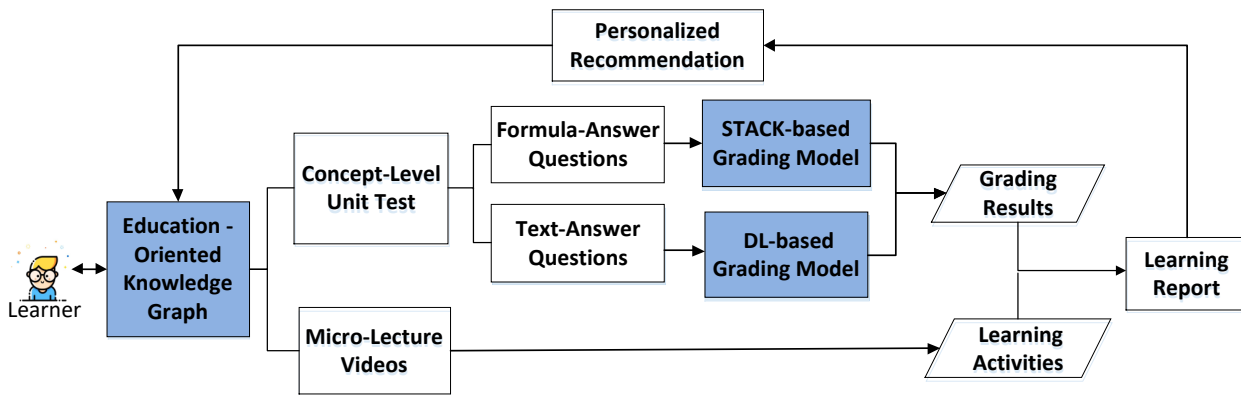 Personalized
Recommendation
Formula-Answer
Questions
STACK-based
Grading Model
Concept-Level
Unit Test
Grading
Results
Education -
Oriented
Knowledge
Graph
Text-Answer
Questions
DL-based
Grading Model
Learner
Learning
Report
Micro-Lecture
Videos
Learning
Activities